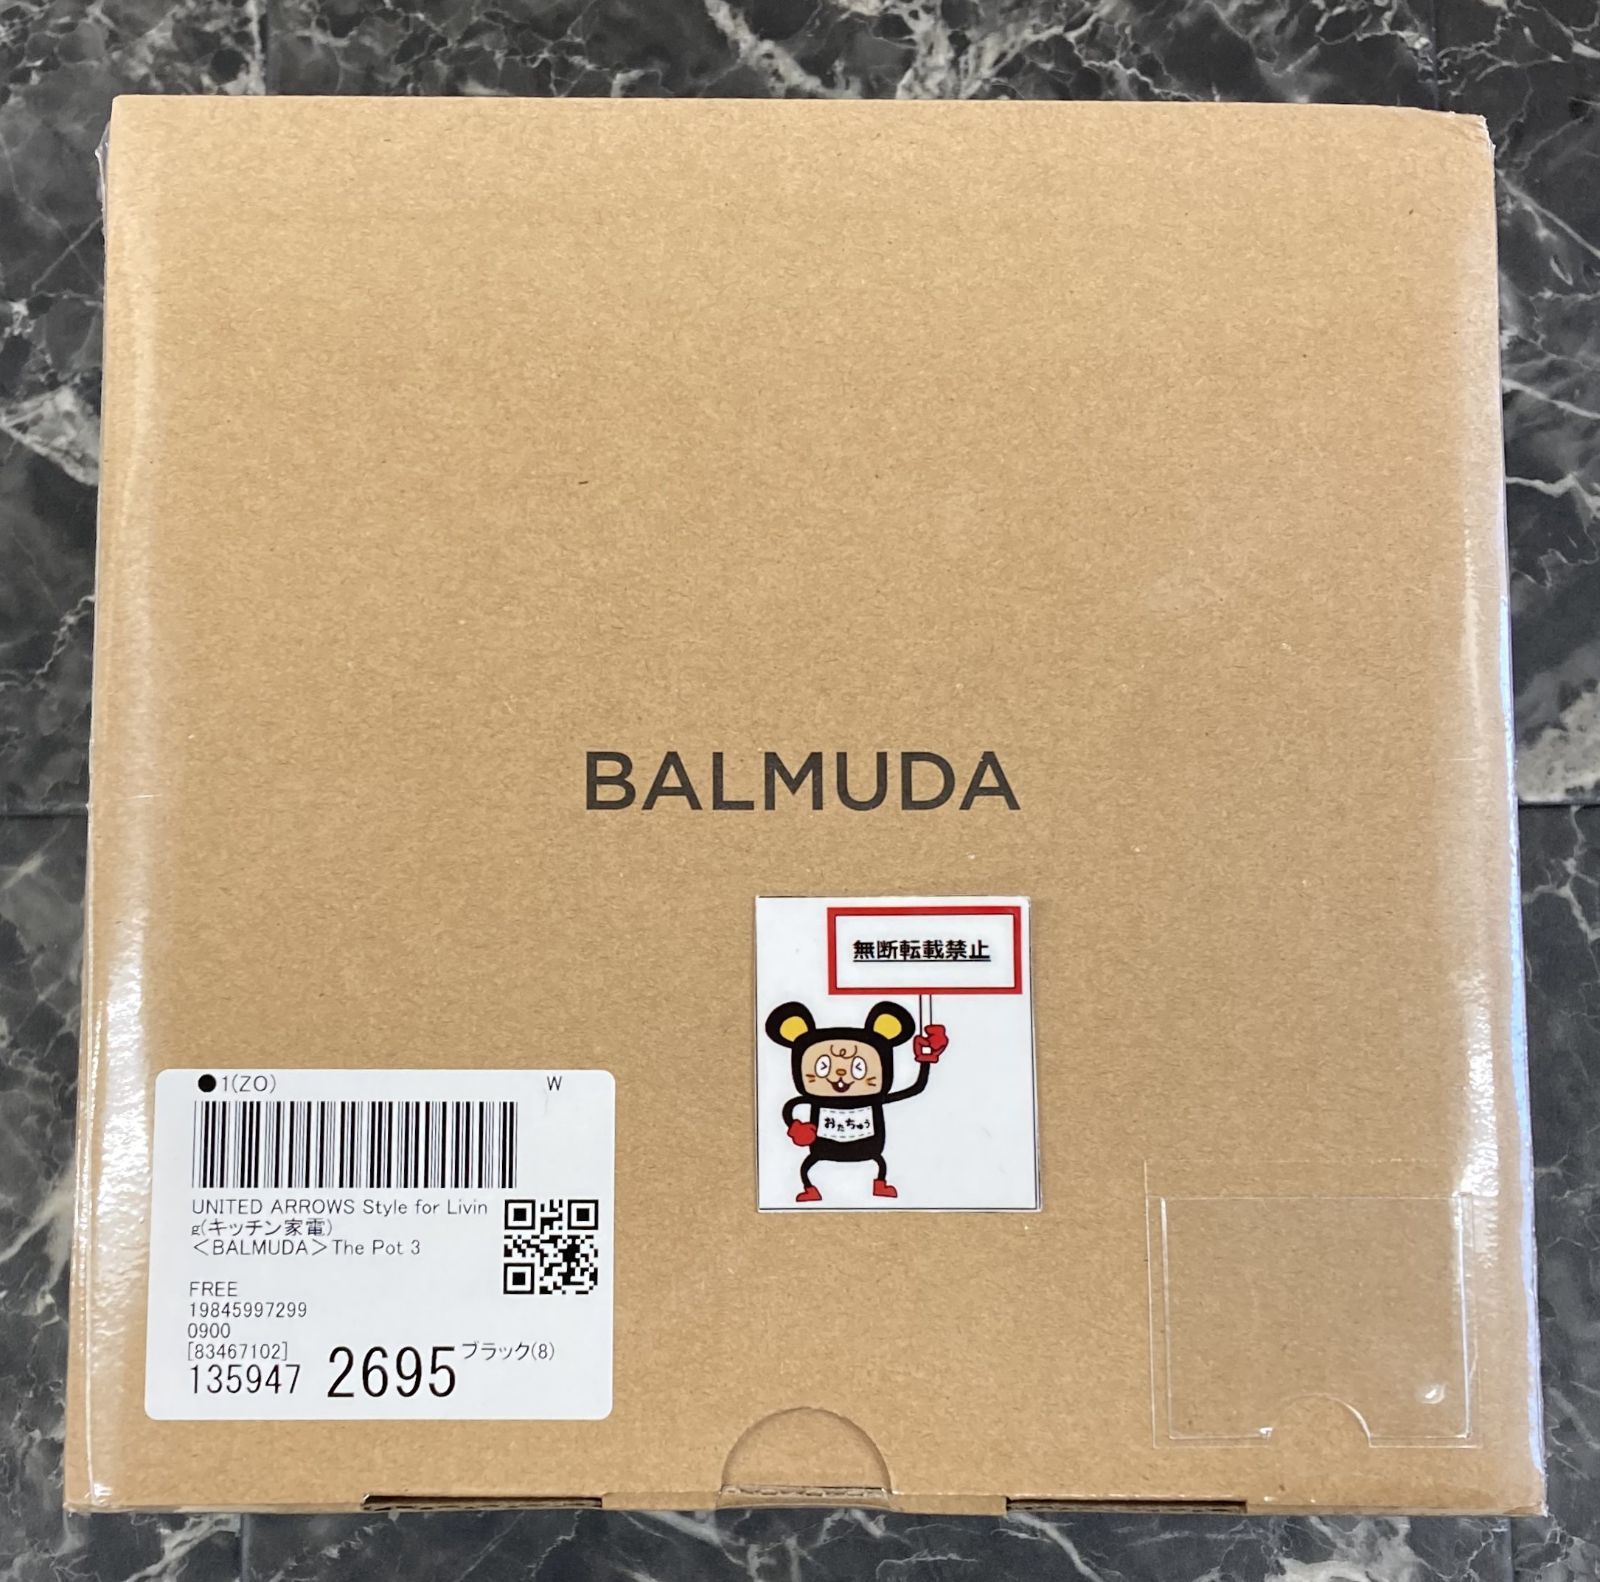 BALMUDA
無断転載禁止
おたちゅう
●1(ZO) W
UNITED ARROWS Style for Livin
g(キッチン家電)
＜BALMUDA＞The Pot 3
FREE
19845997299
0900
[83467102]
135947 2695 ブラック(8)